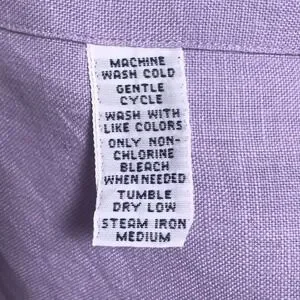 MACHINE
WASH COLD
GENTLE
CYCLE
WASH WITH
LIKE COLORS
ONLY NON-
CHLORINE
BLEACH
WHEN NEEDED
TUMBLE
DRY LOW
STEAM IRON
MEDIUM